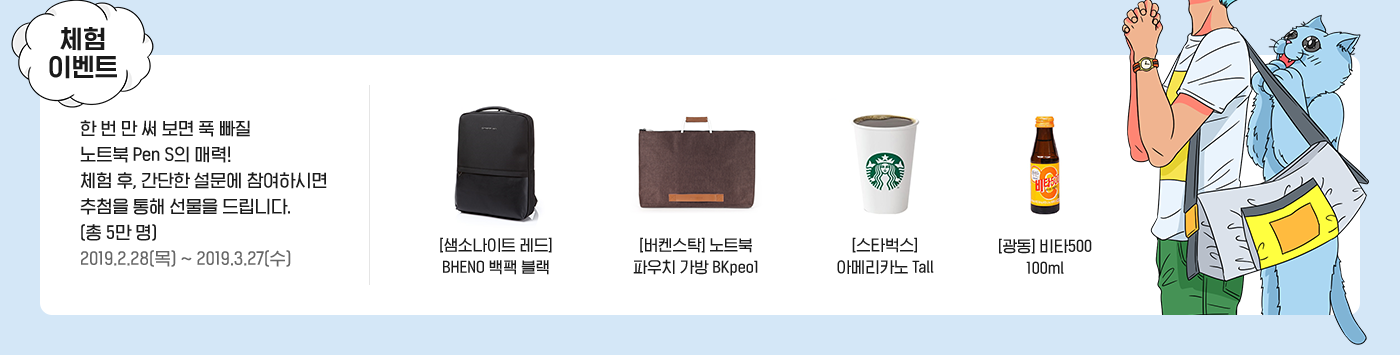 체험
이벤트
한 번 만 써 보면 푹 빠질
노트북 Pen S의 매력!
체험 후, 간단한 설문에 참여하시면
추첨을 통해 선물을 드립니다.
(총 5만 명)
2019.2.28(목) ~ 2019.3.27(수)
[샘소나이트 레드]
BHENO 백팩 블랙
[버켄스탁] 노트북
파우치 가방 BKpeo1
[스타벅스]
아메리카노 Tall
비타500
[광동] 비타500
100ml